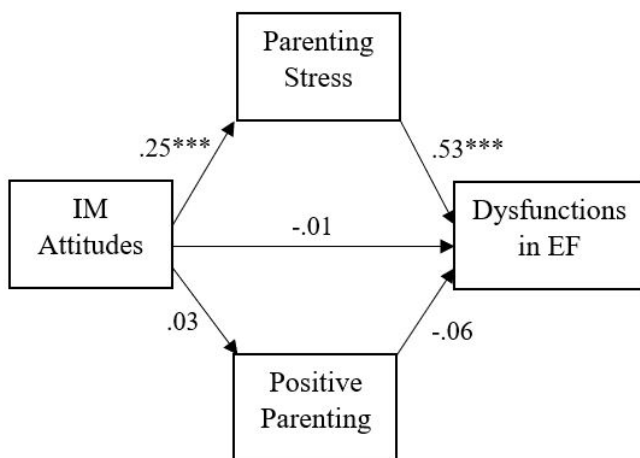 Parenting
Stress
.25***
.53***
IM
Attitudes
-.01
Dysfunctions
in EF
.03
-.06
Positive
Parenting